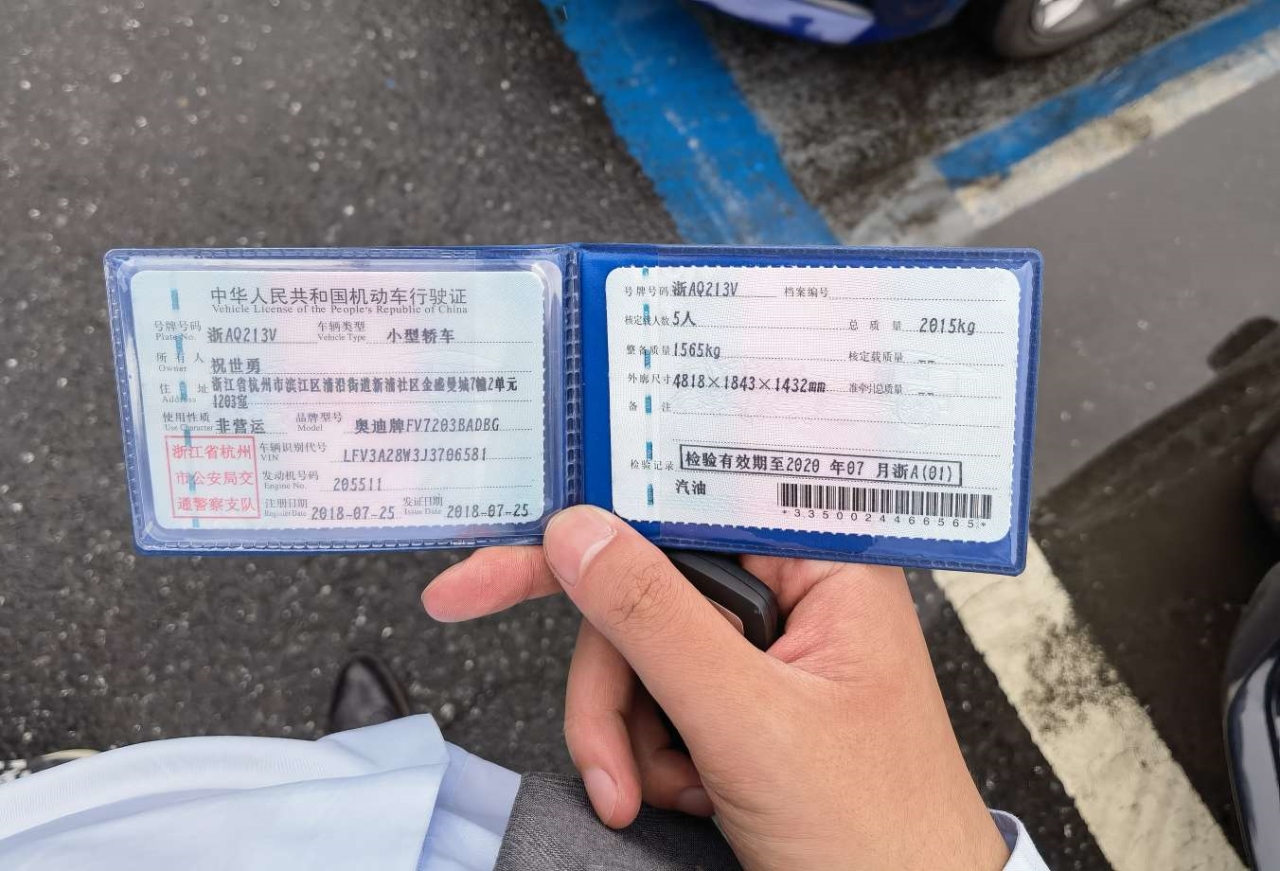 中华人民共和国机动车行驶证
Vehicle License of the People's Republic of China
号牌号码 浙AQ213V 车辆类型 小型轿车
Plate No. Vehicle Type
所有人 祝世勇
Owner
住址 浙江省杭州市滨江区浦沿街道新浦社区金盛曼城7幢2单元
Address 1203室
使用性质 非营运 品牌型号 奥迪牌FV7203BADBG
Use Character Model
浙江省杭州
市公安局交
通警察支队
车辆识别代号 LFV3A28W3J3706581
VIN
发动机号码 205511
Engine No.
注册日期 2018-07-25 发证日期 2018-07-25
Register Date Issue Date
号牌号码 浙AQ213V 档案编号
核定载人数 5人 总质量 2015kg
整备质量 1565kg 核定载质量 --
外廓尺寸 4818×1843×1432mm 准牵引总质量 --
备注
检验记录 检验有效期至2020 年07 月浙A(01)
汽油
*3350024466565*